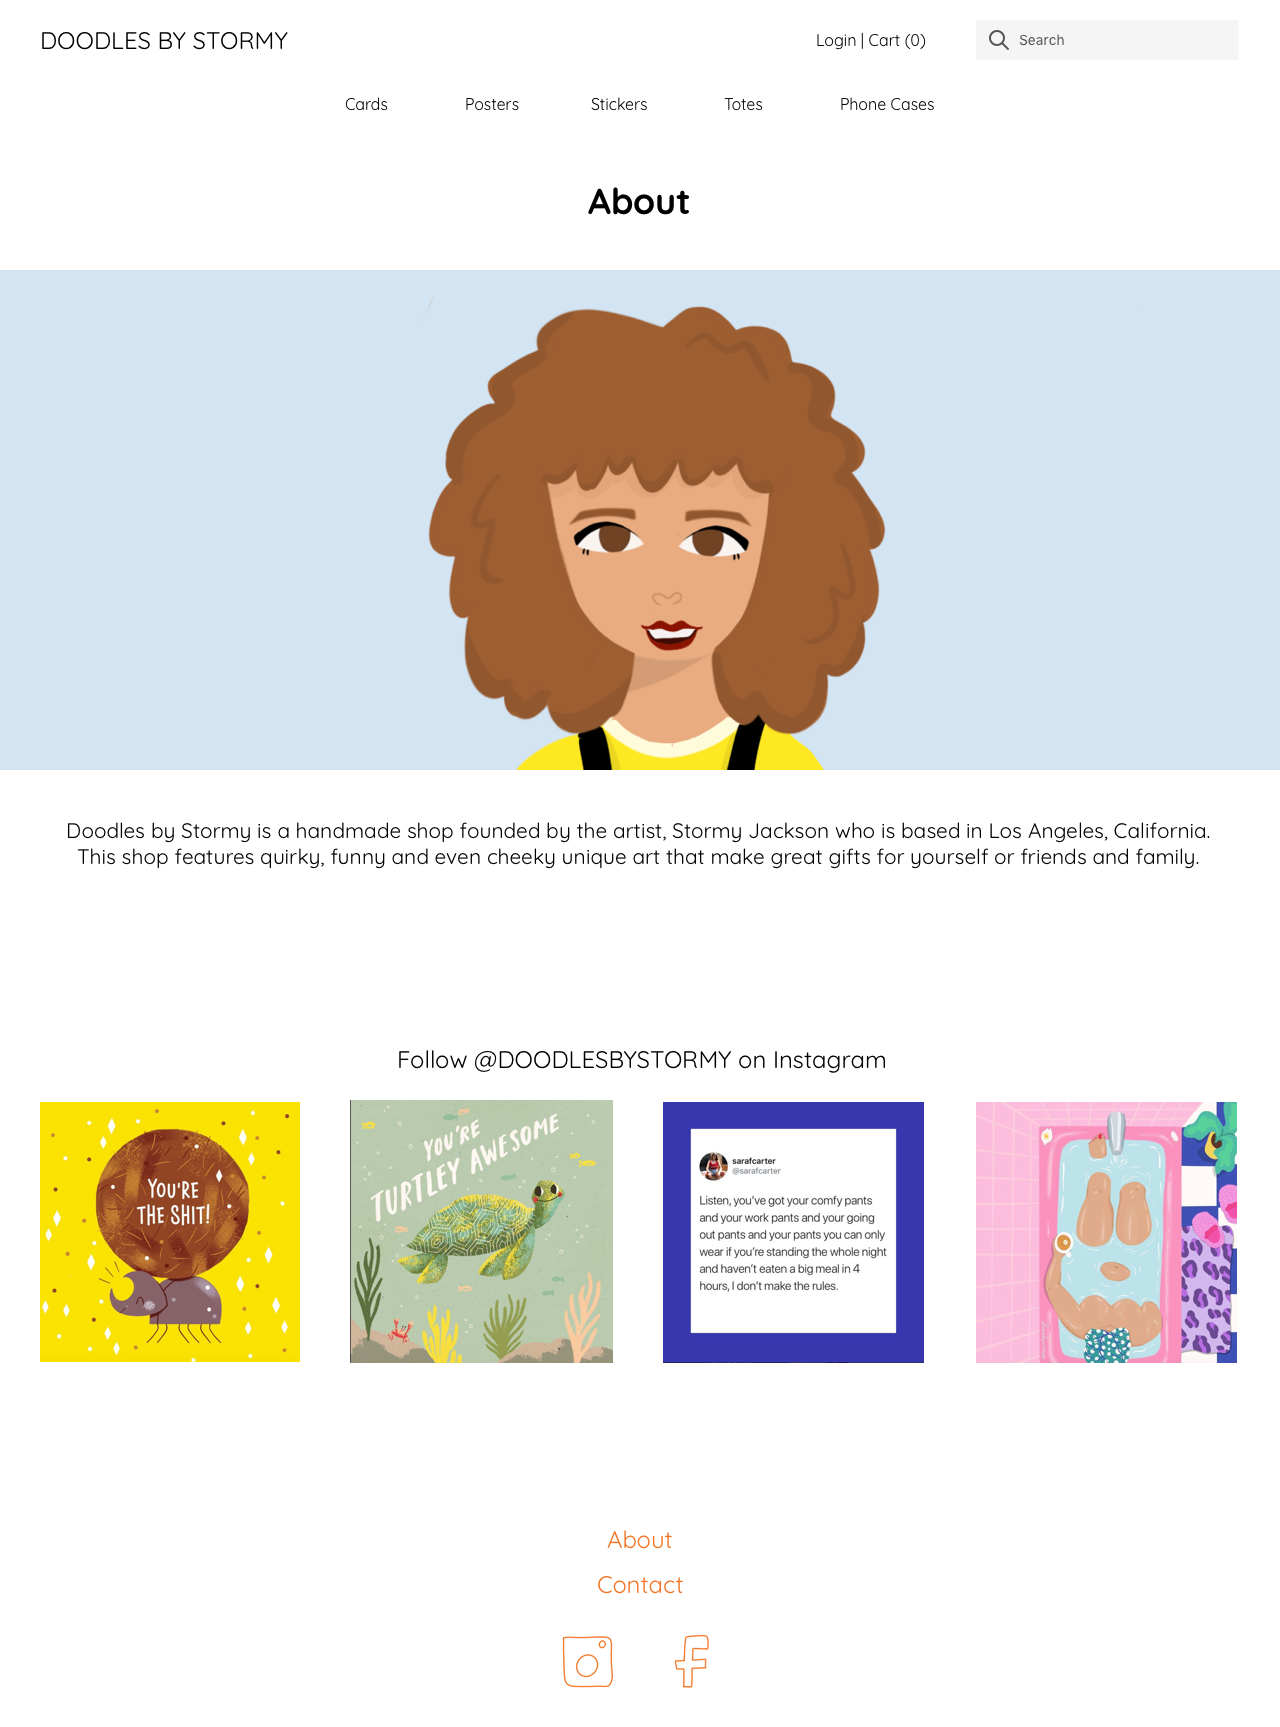 DOODLES BY STORMY
Login | Cart (0)
Search
Cards
Posters
Stickers
Totes
Phone Cases
About
Doodles by Stormy is a handmade shop founded by the artist, Stormy Jackson who is based in Los Angeles, California.
This shop features quirky, funny and even cheeky unique art that make great gifts for yourself or friends and family.
Follow @DOODLESBYSTORMY on Instagram
YOU'RE
THE SHIT!
YOU'RE
TURTLEY AWESOME
sarafcarter
@sarafcarter
Listen, you've got your comfy pants
and your work pants and your going
out pants and your pants you can only
wear if you're standing the whole night
and haven't eaten a big meal in 4
hours, I don't make the rules.
About
Contact